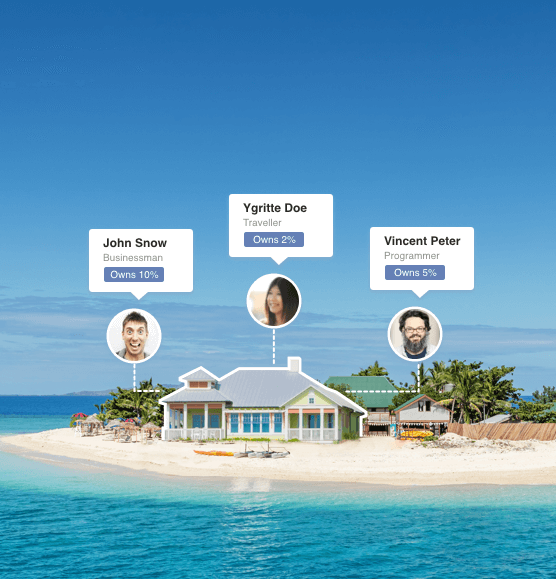 Ygritte Doe
Traveller
Owns 2%
John Snow
Businessman
Owns 10%
Vincent Peter
Programmer
Owns 5%